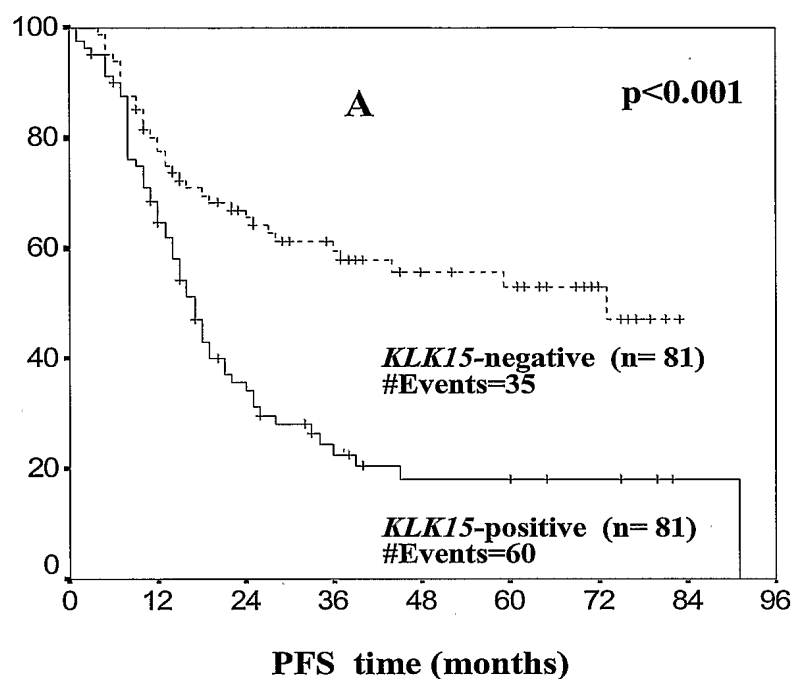 100
A
p<0.001
80
60
KLK15-negative (n= 81)
#Events=35
40
20
KLK15-positive (n= 81)
#Events=60
0
0 12 24 36 48 60 72 84 96
PFS time (months)